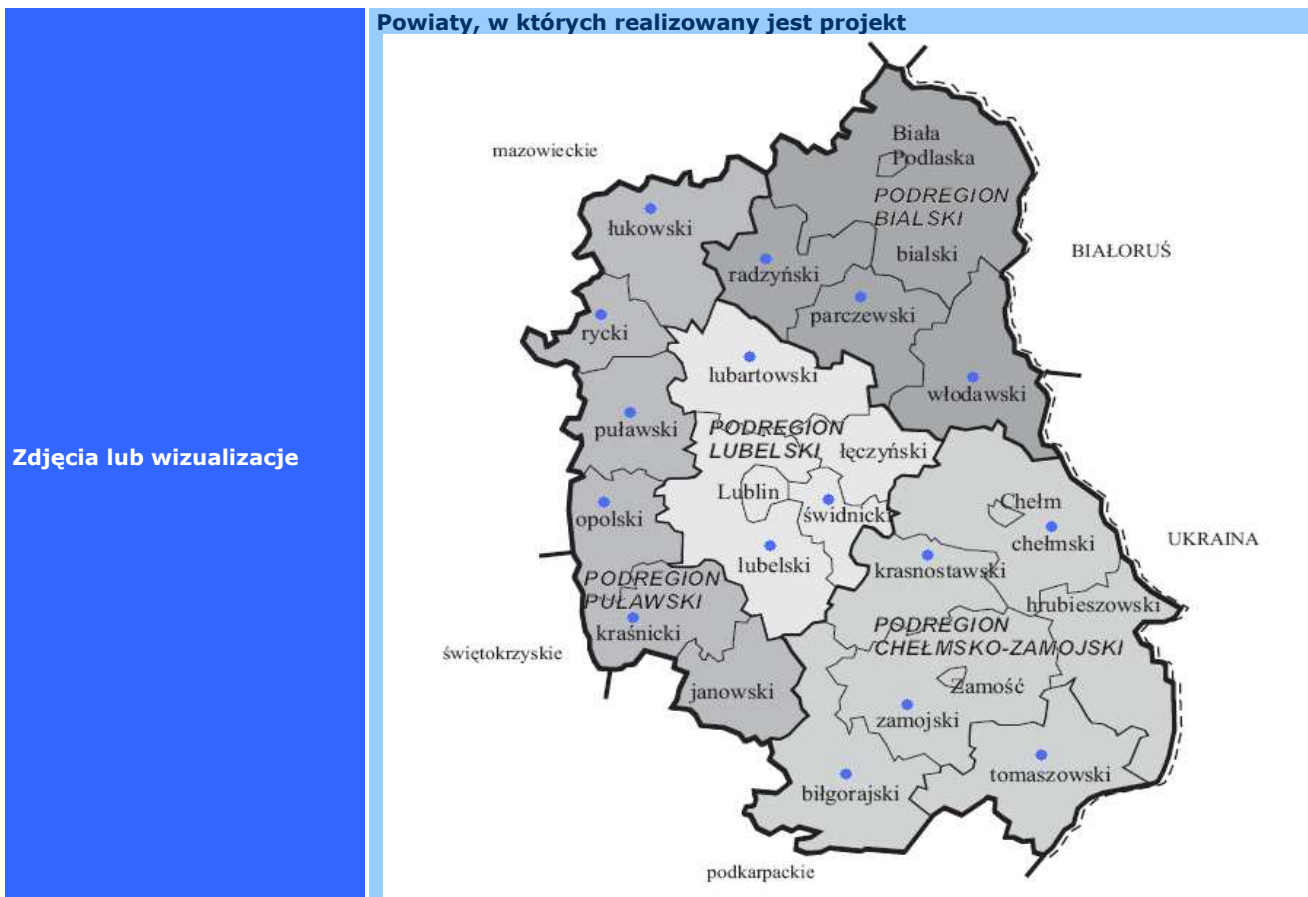 Powiaty, w których realizowany jest projekt
Zdjęcia lub wizualizacje
mazowieckie
Biała
Podlaska
PODREGION
BIALSKI
łukowski
bialski
BIAŁORUŚ
radzyński
parczewski
rycki
lubartowski
włodawski
puławski
PODREGION
LUBELSKI
łęczyński
Lublin
świdnicki
Chełm
opolski
chełmski
UKRAINA
lubelski
krasnostawski
PODREGION
PUŁAWSKI
hrubieszowski
kraśnicki
PODREGION
CHEŁMSKO-ZAMOJSKI
świętokrzyskie
janowski
Zamość
zamojski
tomaszowski
biłgorajski
podkarpackie